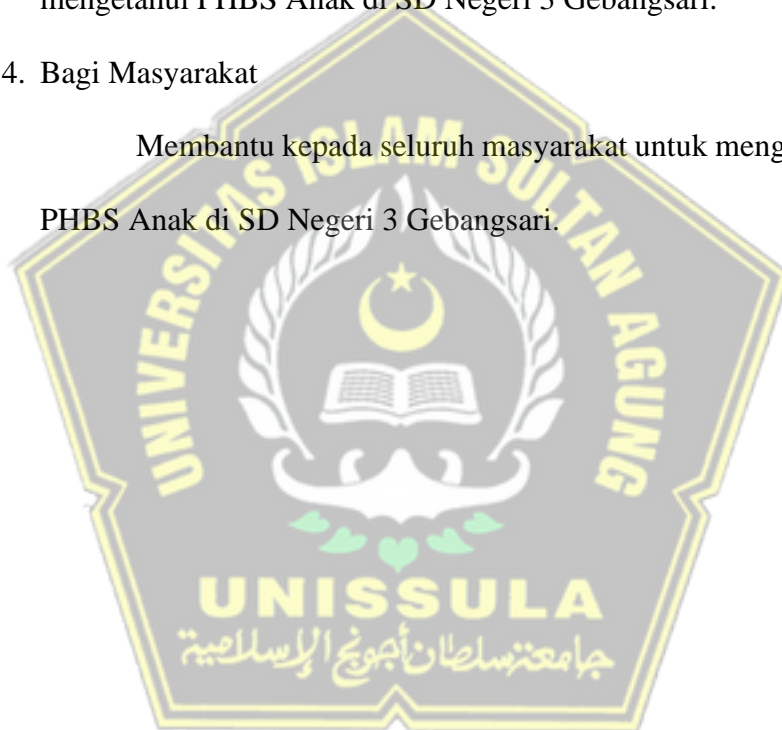 mengetahui PHBS Anak di SD Negeri 3 Gebangsari.
4. Bagi Masyarakat
Membantu kepada seluruh masyarakat untuk meng
PHBS Anak di SD Negeri 3 Gebangsari.
UNIVERSITAS ISLAM SULTAN AGUNG
UNISSULA
جامعة سلطان أجونج الإسلامية